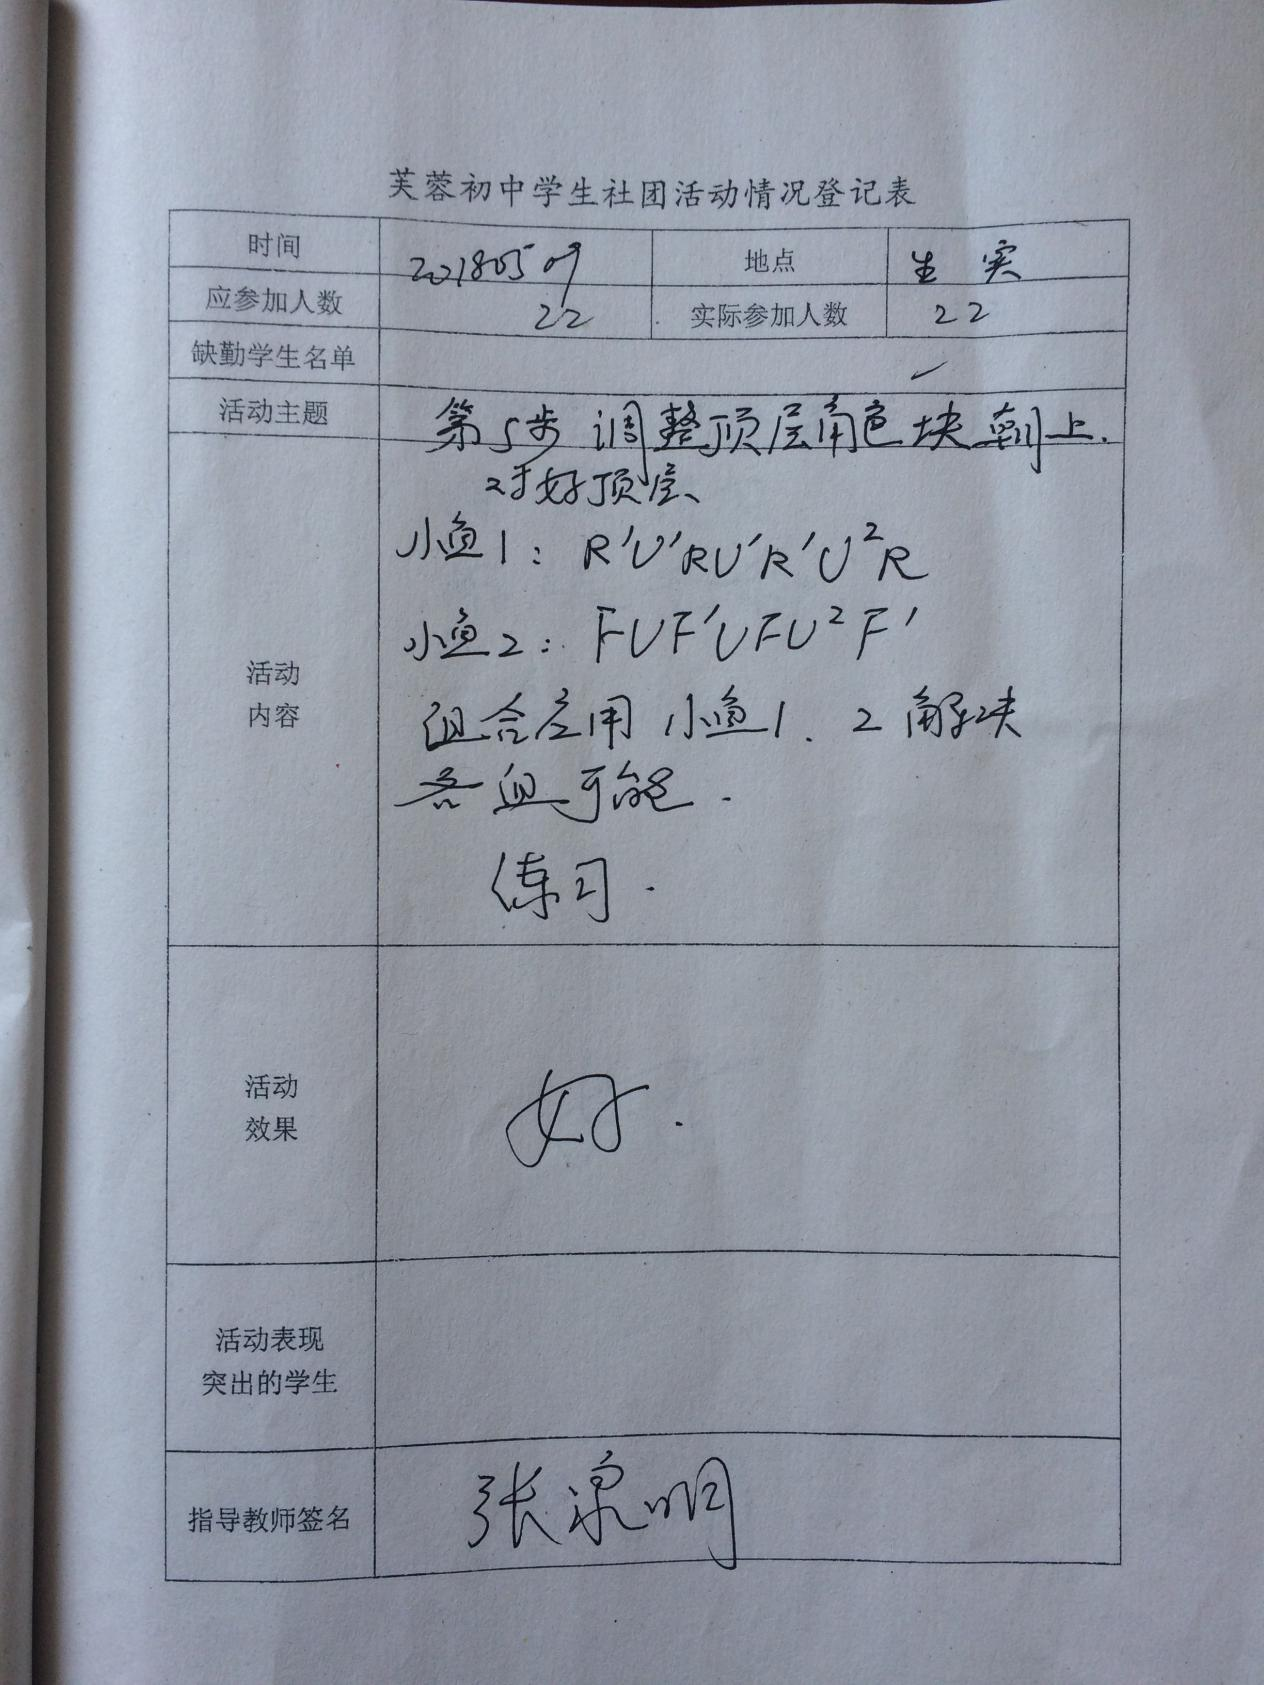 芙蓉初中学生社团活动情况登记表
时间 20180509 地点 生 实
应参加人数 22 实际参加人数 22
缺勤学生名单
活动主题 第5步 调整顶层角色块朝上.
对好顶层、
小鱼1: R'U'RU'R'U²R
小鱼2: FUF'UFU²F'
活动
内容
组合应用 小鱼1、2 解决
各面可能.
练习.
活动
效果
好.
活动表现
突出的学生
指导教师签名 张泉明